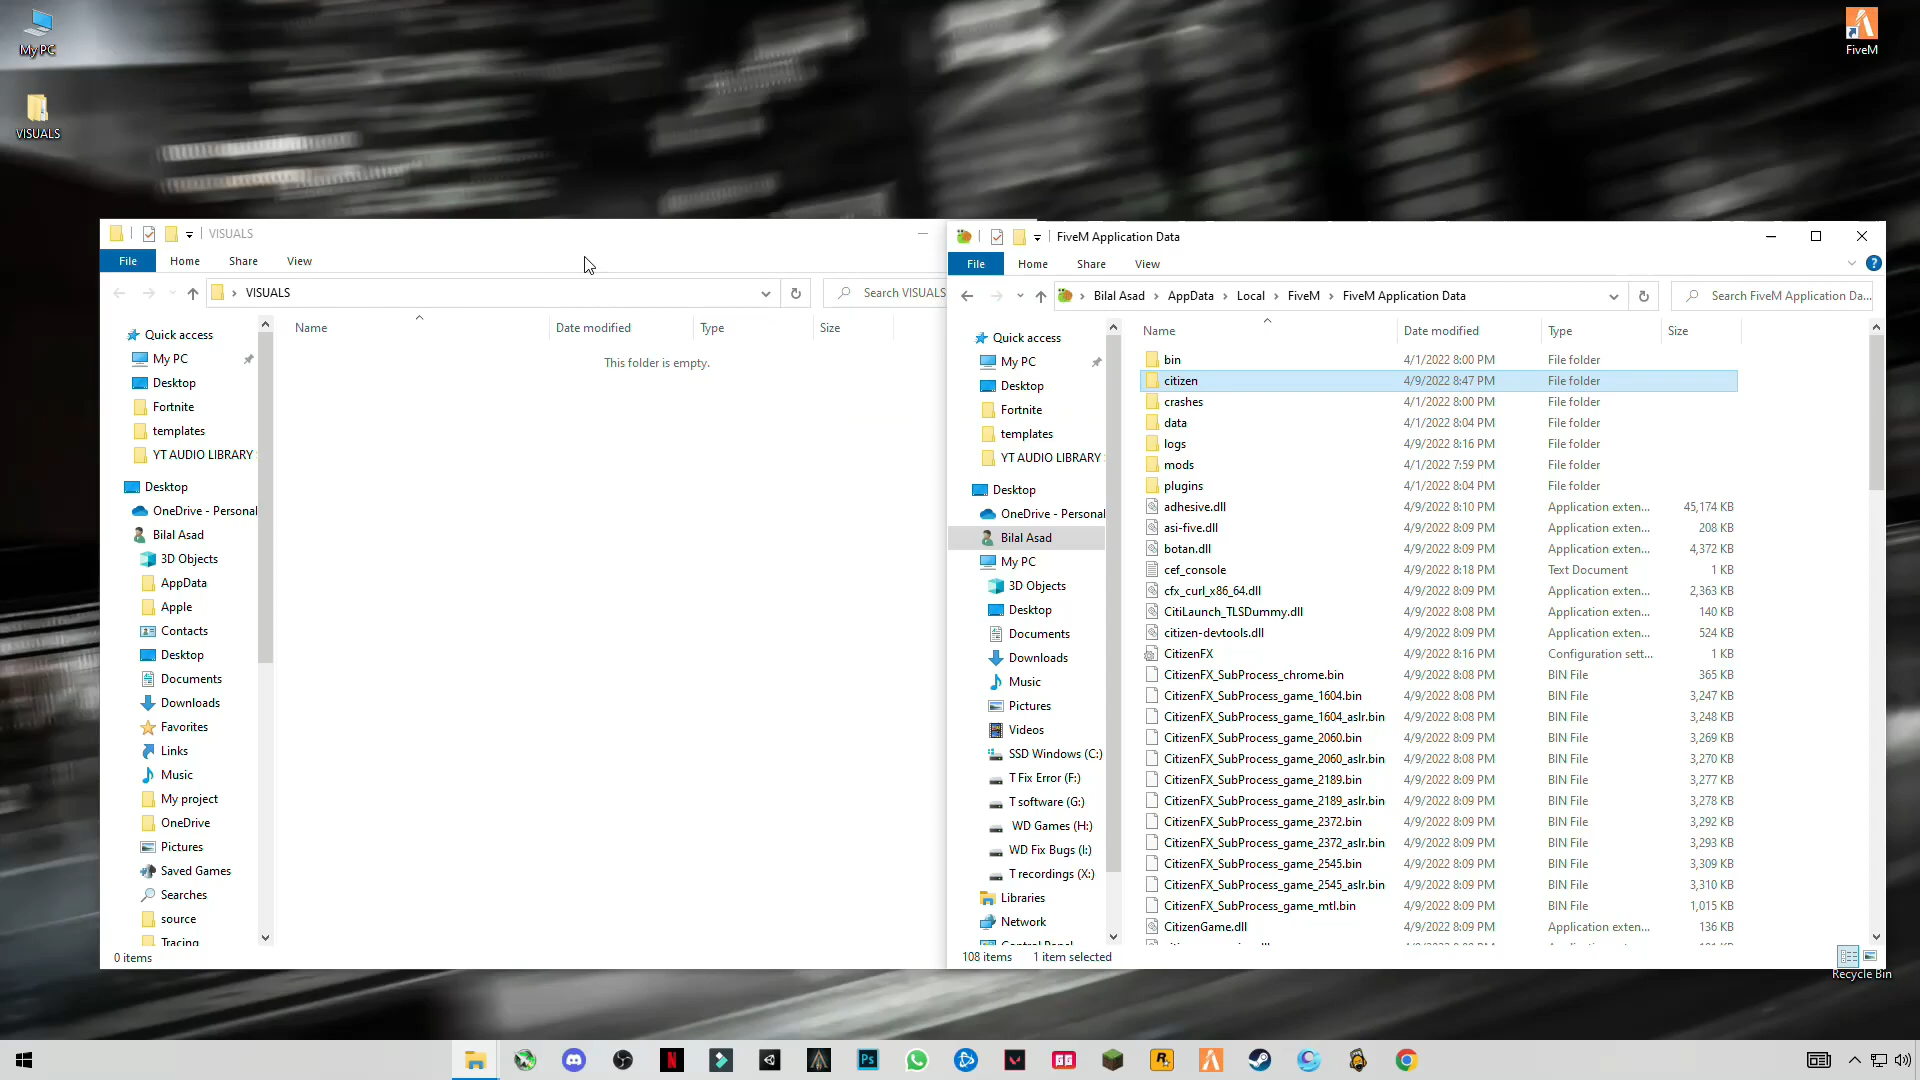 My PC
VISUALS
FiveM
VISUALS
File
Home
Share
View
VISUALS
Search VISUALS
Quick access
My PC
Desktop
Fortnite
templates
YT AUDIO LIBRARY
Desktop
OneDrive - Personal
Bilal Asad
3D Objects
AppData
Apple
Contacts
Desktop
Documents
Downloads
Favorites
Links
Music
My project
OneDrive
Pictures
Saved Games
Searches
source
Tracing
Name Date modified Type Size
This folder is empty.
0 items
FiveM Application Data
File
Home
Share
View
Bilal Asad > AppData > Local > FiveM > FiveM Application Data
Search FiveM Application Da...
Quick access
My PC
Desktop
Fortnite
templates
YT AUDIO LIBRARY
Desktop
OneDrive - Personal
Bilal Asad
My PC
3D Objects
Desktop
Documents
Downloads
Music
Pictures
Videos
SSD Windows (C:)
T Fix Error (F:)
T software (G:)
WD Games (H:)
WD Fix Bugs (I:)
T recordings (X:)
Libraries
Network
Control Panel
Name Date modified Type Size
bin 4/1/2022 8:00 PM File folder
citizen 4/9/2022 8:47 PM File folder
crashes 4/1/2022 8:00 PM File folder
data 4/1/2022 8:04 PM File folder
logs 4/9/2022 8:16 PM File folder
mods 4/1/2022 7:59 PM File folder
plugins 4/1/2022 8:04 PM File folder
adhesive.dll 4/9/2022 8:10 PM Application exten... 45,174 KB
asi-five.dll 4/9/2022 8:09 PM Application exten... 208 KB
botan.dll 4/9/2022 8:09 PM Application exten... 4,372 KB
cef_console 4/9/2022 8:18 PM Text Document 1 KB
cfx_curl_x86_64.dll 4/9/2022 8:09 PM Application exten... 2,363 KB
CitiLaunch_TLSDummy.dll 4/9/2022 8:08 PM Application exten... 140 KB
citizen-devtools.dll 4/9/2022 8:09 PM Application exten... 524 KB
CitizenFX 4/9/2022 8:16 PM Configuration sett... 1 KB
CitizenFX_SubProcess_chrome.bin 4/9/2022 8:08 PM BIN File 365 KB
CitizenFX_SubProcess_game_1604.bin 4/9/2022 8:08 PM BIN File 3,247 KB
CitizenFX_SubProcess_game_1604_aslr.bin 4/9/2022 8:08 PM BIN File 3,248 KB
CitizenFX_SubProcess_game_2060.bin 4/9/2022 8:08 PM BIN File 3,269 KB
CitizenFX_SubProcess_game_2060_aslr.bin 4/9/2022 8:08 PM BIN File 3,270 KB
CitizenFX_SubProcess_game_2189.bin 4/9/2022 8:09 PM BIN File 3,277 KB
CitizenFX_SubProcess_game_2189_aslr.bin 4/9/2022 8:09 PM BIN File 3,278 KB
CitizenFX_SubProcess_game_2372.bin 4/9/2022 8:09 PM BIN File 3,292 KB
CitizenFX_SubProcess_game_2372_aslr.bin 4/9/2022 8:09 PM BIN File 3,293 KB
CitizenFX_SubProcess_game_2545.bin 4/9/2022 8:09 PM BIN File 3,309 KB
CitizenFX_SubProcess_game_2545_aslr.bin 4/9/2022 8:09 PM BIN File 3,310 KB
CitizenFX_SubProcess_game_mtl.bin 4/9/2022 8:09 PM BIN File 1,015 KB
CitizenGame.dll 4/9/2022 8:09 PM Application exten... 136 KB
108 items 1 item selected
Recycle Bin